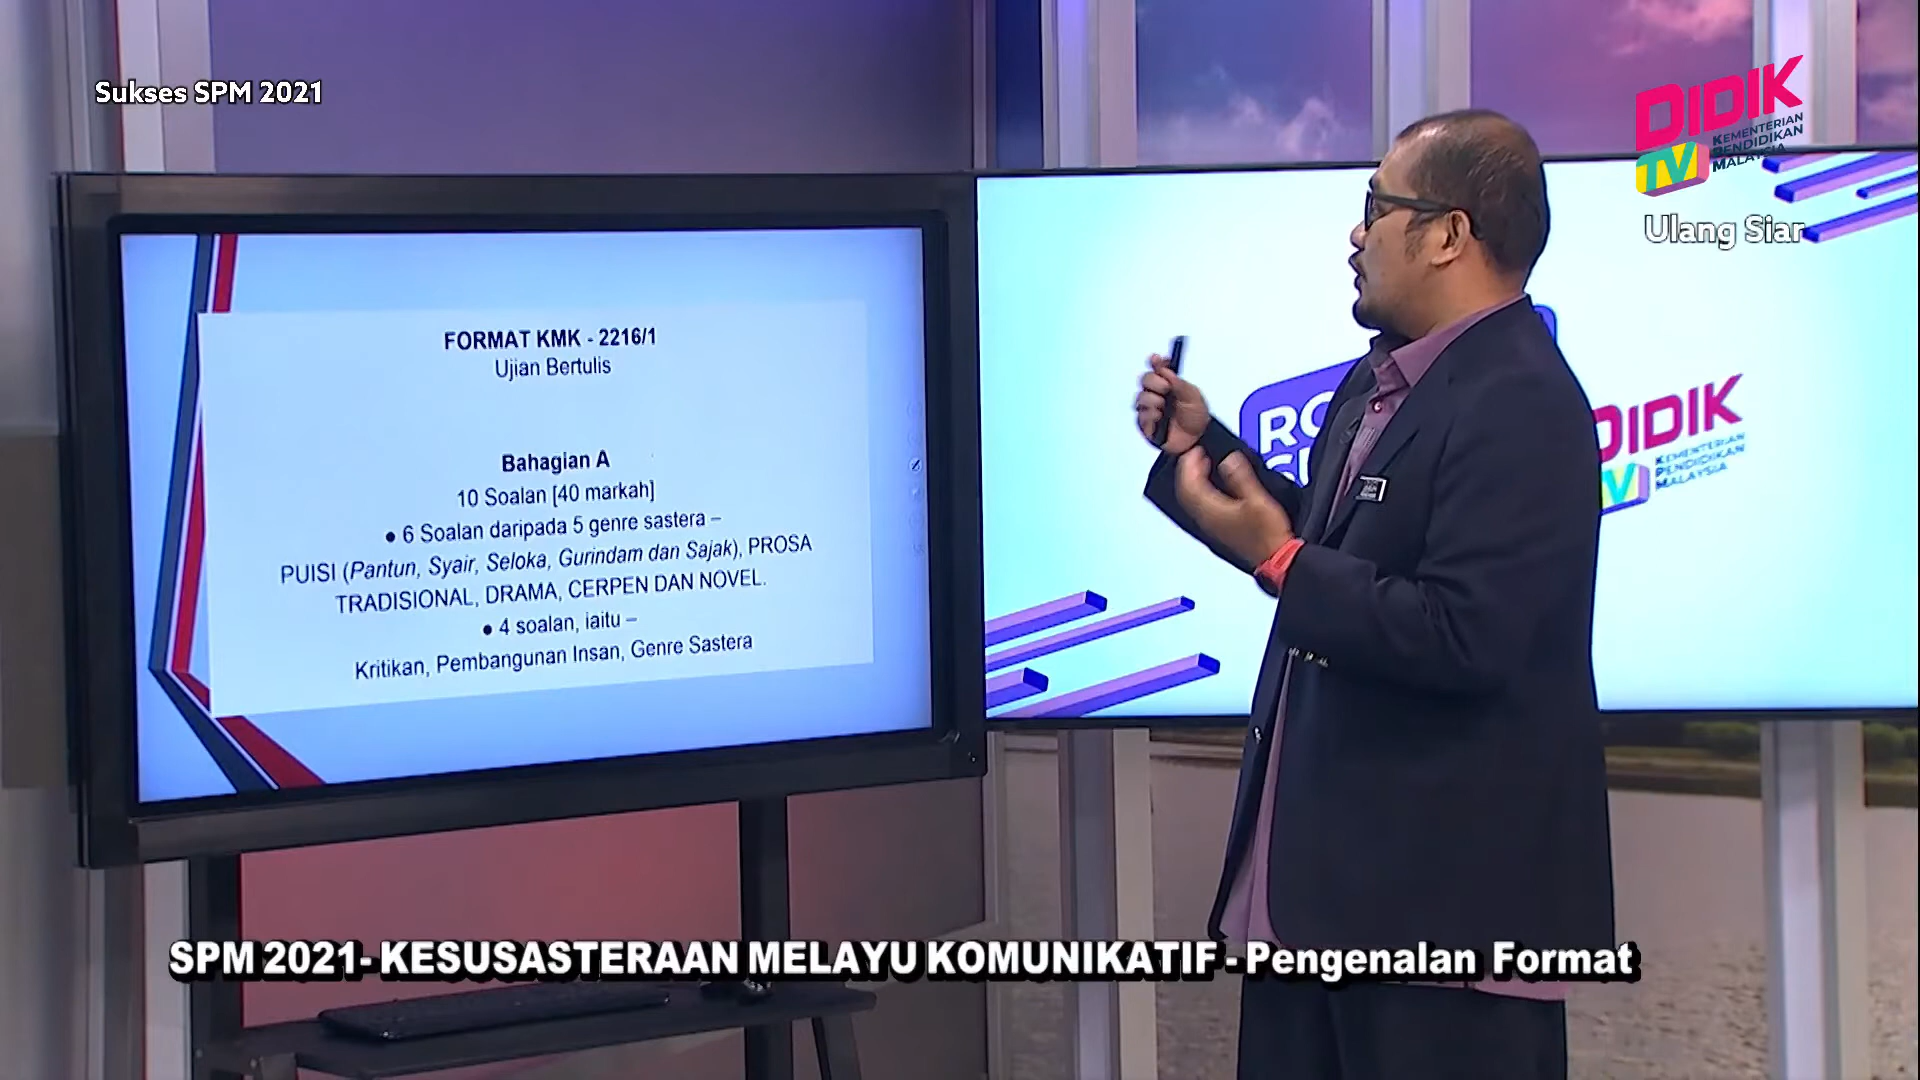 Sukses SPM 2021
DIDIK
TV
KEMENTERIAN
PENDIDIKAN
MALAYSIA
Ulang Siar
FORMAT KMK - 2216/1
Ujian Bertulis
Bahagian A
10 Soalan [40 markah]
● 6 Soalan daripada 5 genre sastera –
PUISI (Pantun, Syair, Seloka, Gurindam dan Sajak), PROSA
TRADISIONAL, DRAMA, CERPEN DAN NOVEL.
● 4 soalan, iaitu –
Kritikan, Pembangunan Insan, Genre Sastera
DIDIK
TV
KEMENTERIAN
PENDIDIKAN
MALAYSIA
SPM 2021- KESUSASTERAAN MELAYU KOMUNIKATIF - Pengenalan Format